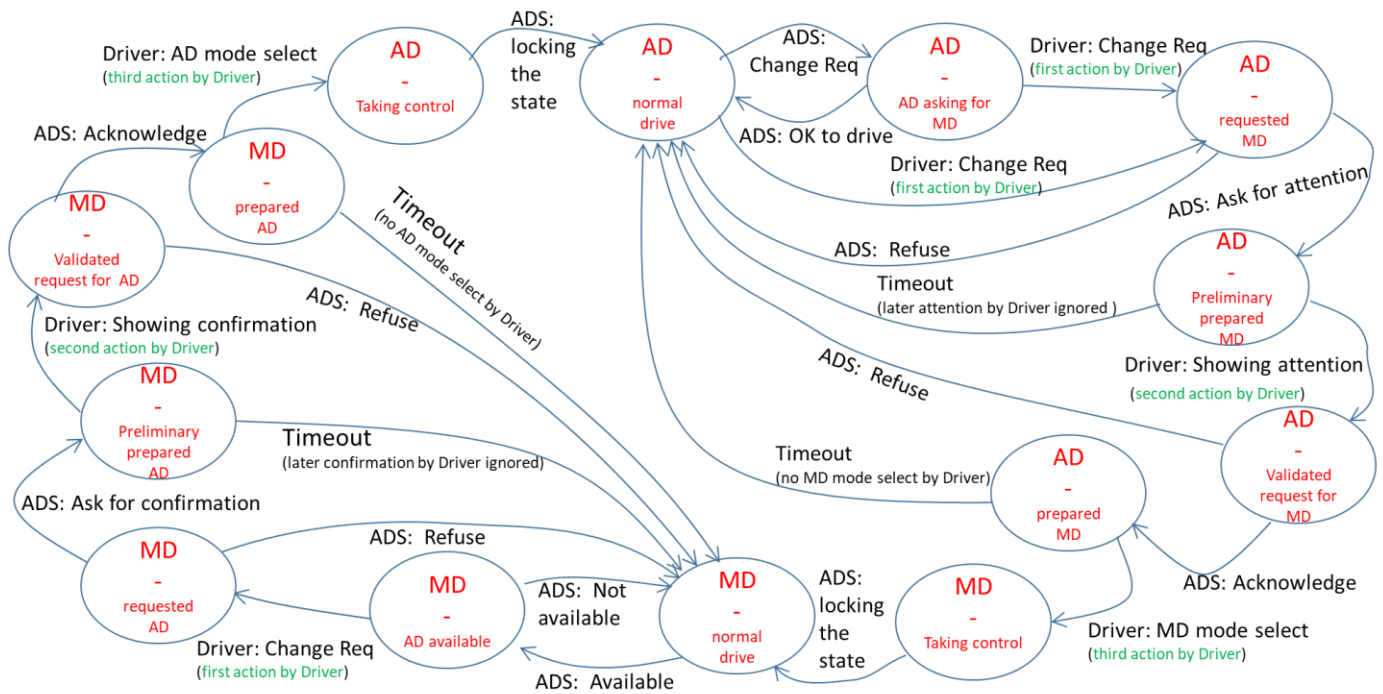 ADS:
locking
the
state
Driver: AD mode select
(third action by Driver)
AD
-
Taking control
AD
-
normal
drive
ADS:
Change Req
AD
-
AD asking for
MD
Driver: Change Req
(first action by Driver)
AD
-
requested
MD
ADS: Acknowledge
MD
-
prepared
AD
ADS: OK to drive
Driver: Change Req
(first action by Driver)
ADS: Ask for attention
MD
-
Validated
request for AD
Timeout
(no AD mode select by Driver)
ADS: Refuse
ADS: Refuse
Timeout
(later attention by Driver ignored )
AD
-
Preliminary
prepared
MD
Driver: Showing confirmation
(second action by Driver)
ADS: Refuse
Driver: Showing attention
(second action by Driver)
MD
-
Preliminary
prepared
AD
Timeout
(later confirmation by Driver ignored)
Timeout
(no MD mode select by Driver)
AD
-
prepared
MD
AD
-
Validated
request for
MD
ADS: Ask for confirmation
ADS: Refuse
MD
-
requested
AD
MD
-
AD available
ADS: Not
available
MD
-
normal
drive
ADS:
locking
the
state
MD
-
Taking control
ADS: Acknowledge
Driver: Change Req
(first action by Driver)
ADS: Available
Driver: MD mode select
(third action by Driver)